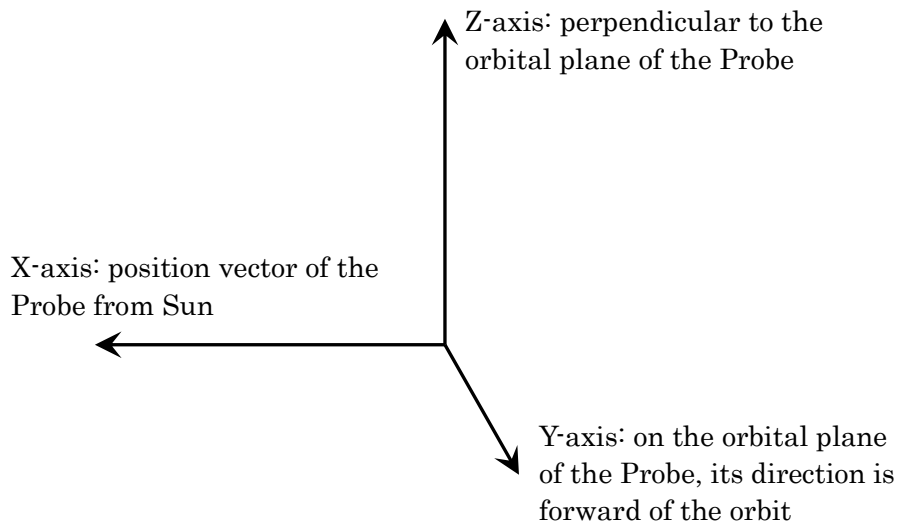 Z-axis: perpendicular to the
orbital plane of the Probe
X-axis: position vector of the
Probe from Sun
Y-axis: on the orbital plane
of the Probe, its direction is
forward of the orbit